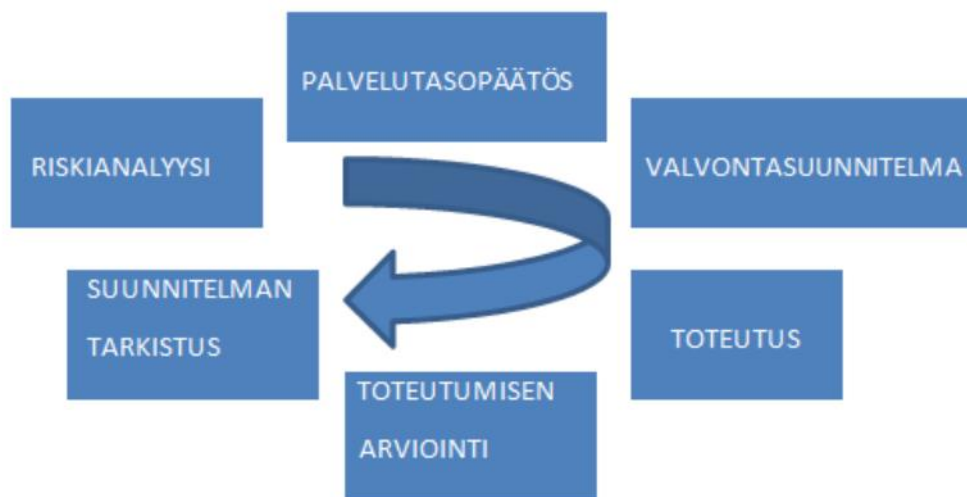 PALVELUTASOPÄÄTÖS
RISKIANALYYSI
VALVONTASUUNNITELMA
SUUNNITELMAN
TARKISTUS
TOTEUTUS
TOTEUTUMISEN
ARVIOINTI